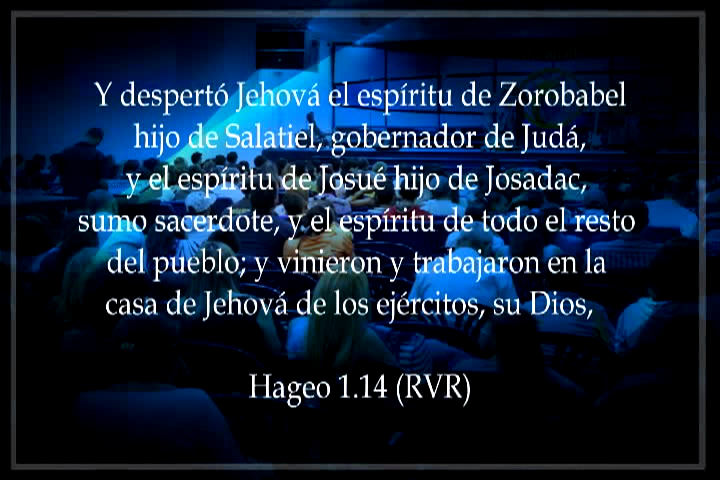 Y despertó Jehová el espíritu de Zorobabel
hijo de Salatiel, gobernador de Judá,
y el espíritu de Josué hijo de Josadac,
sumo sacerdote, y el espíritu de todo el resto
del pueblo; y vinieron y trabajaron en la
casa de Jehová de los ejércitos, su Dios,
Hageo 1.14 (RVR)